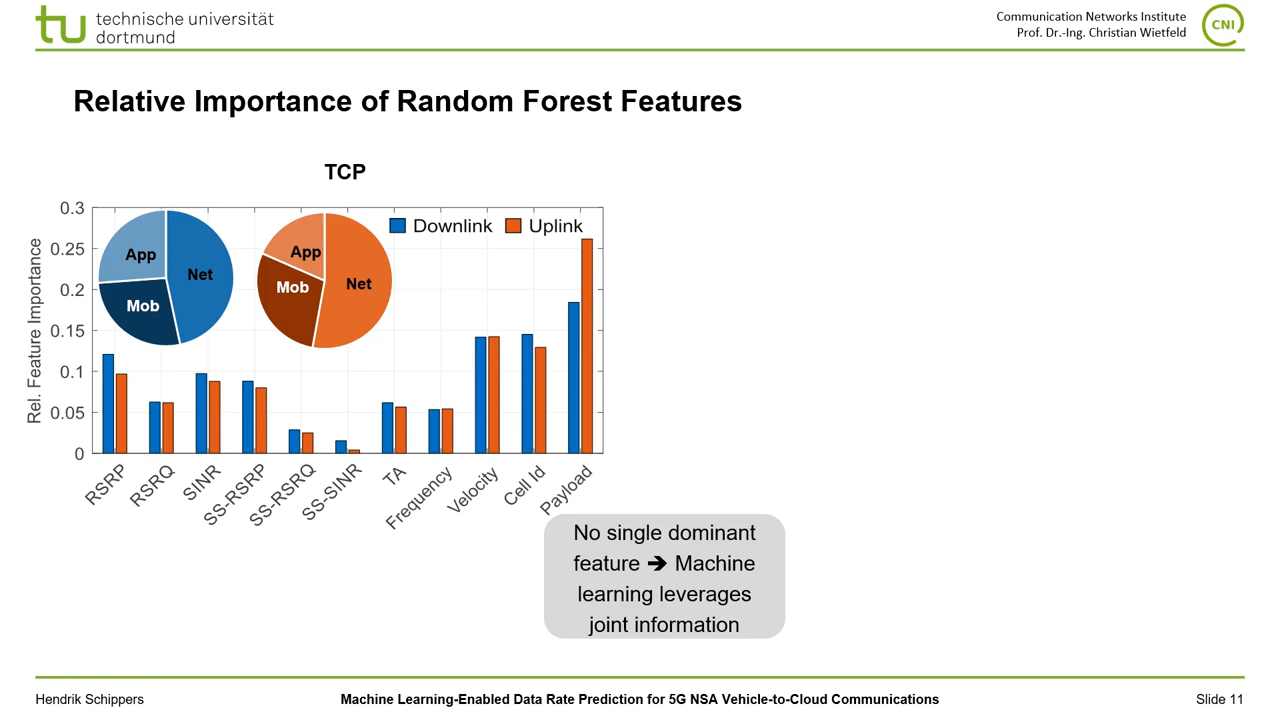 technische universität
dortmund
Communication Networks Institute
Prof. Dr.-Ing. Christian Wietfeld
CNI
Relative Importance of Random Forest Features
TCP
Rel. Feature Importance
0.3
0.25
0.2
0.15
0.1
0.05
0
App
Net
Mob
App
Net
Mob
Downlink
Uplink
RSRP
RSRQ
SINR
SS-RSRP
SS-RSRQ
SS-SINR
TA
Frequency
Velocity
Cell Id
Payload
No single dominant
feature ➔ Machine
learning leverages
joint information
Hendrik Schippers
Machine Learning-Enabled Data Rate Prediction for 5G NSA Vehicle-to-Cloud Communications
Slide 11